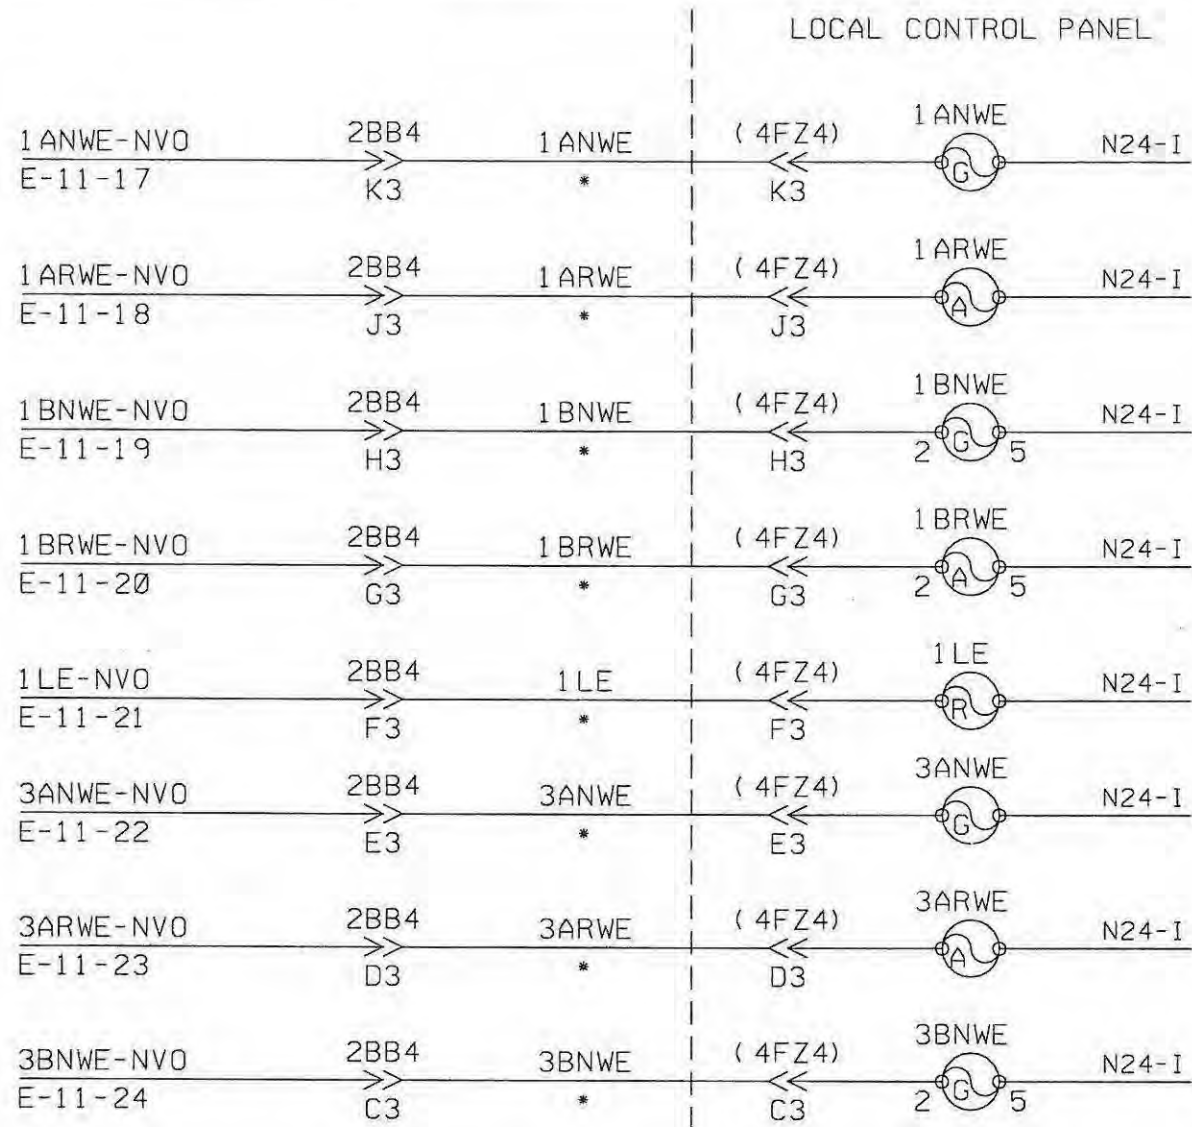 LOCAL CONTROL PANEL
1ANWE-NVO 2BB4 1ANWE (4FZ4) 1ANWE N24-I
G
E-11-17 K3 * K3
1ARWE-NVO 2BB4 1ARWE (4FZ4) 1ARWE N24-I
A
E-11-18 J3 * J3
1BNWE-NVO 2BB4 1BNWE (4FZ4) 1BNWE N24-I
G
E-11-19 H3 * H3 2 5
1BRWE-NVO 2BB4 1BRWE (4FZ4) 1BRWE N24-I
A
E-11-20 G3 * G3 2 5
1LE-NVO 2BB4 1LE (4FZ4) 1LE N24-I
R
E-11-21 F3 * F3
3ANWE-NVO 2BB4 3ANWE (4FZ4) 3ANWE N24-I
G
E-11-22 E3 * E3
3ARWE-NVO 2BB4 3ARWE (4FZ4) 3ARWE N24-I
A
E-11-23 D3 * D3
3BNWE-NVO 2BB4 3BNWE (4FZ4) 3BNWE N24-I
G
E-11-24 C3 * C3 2 5